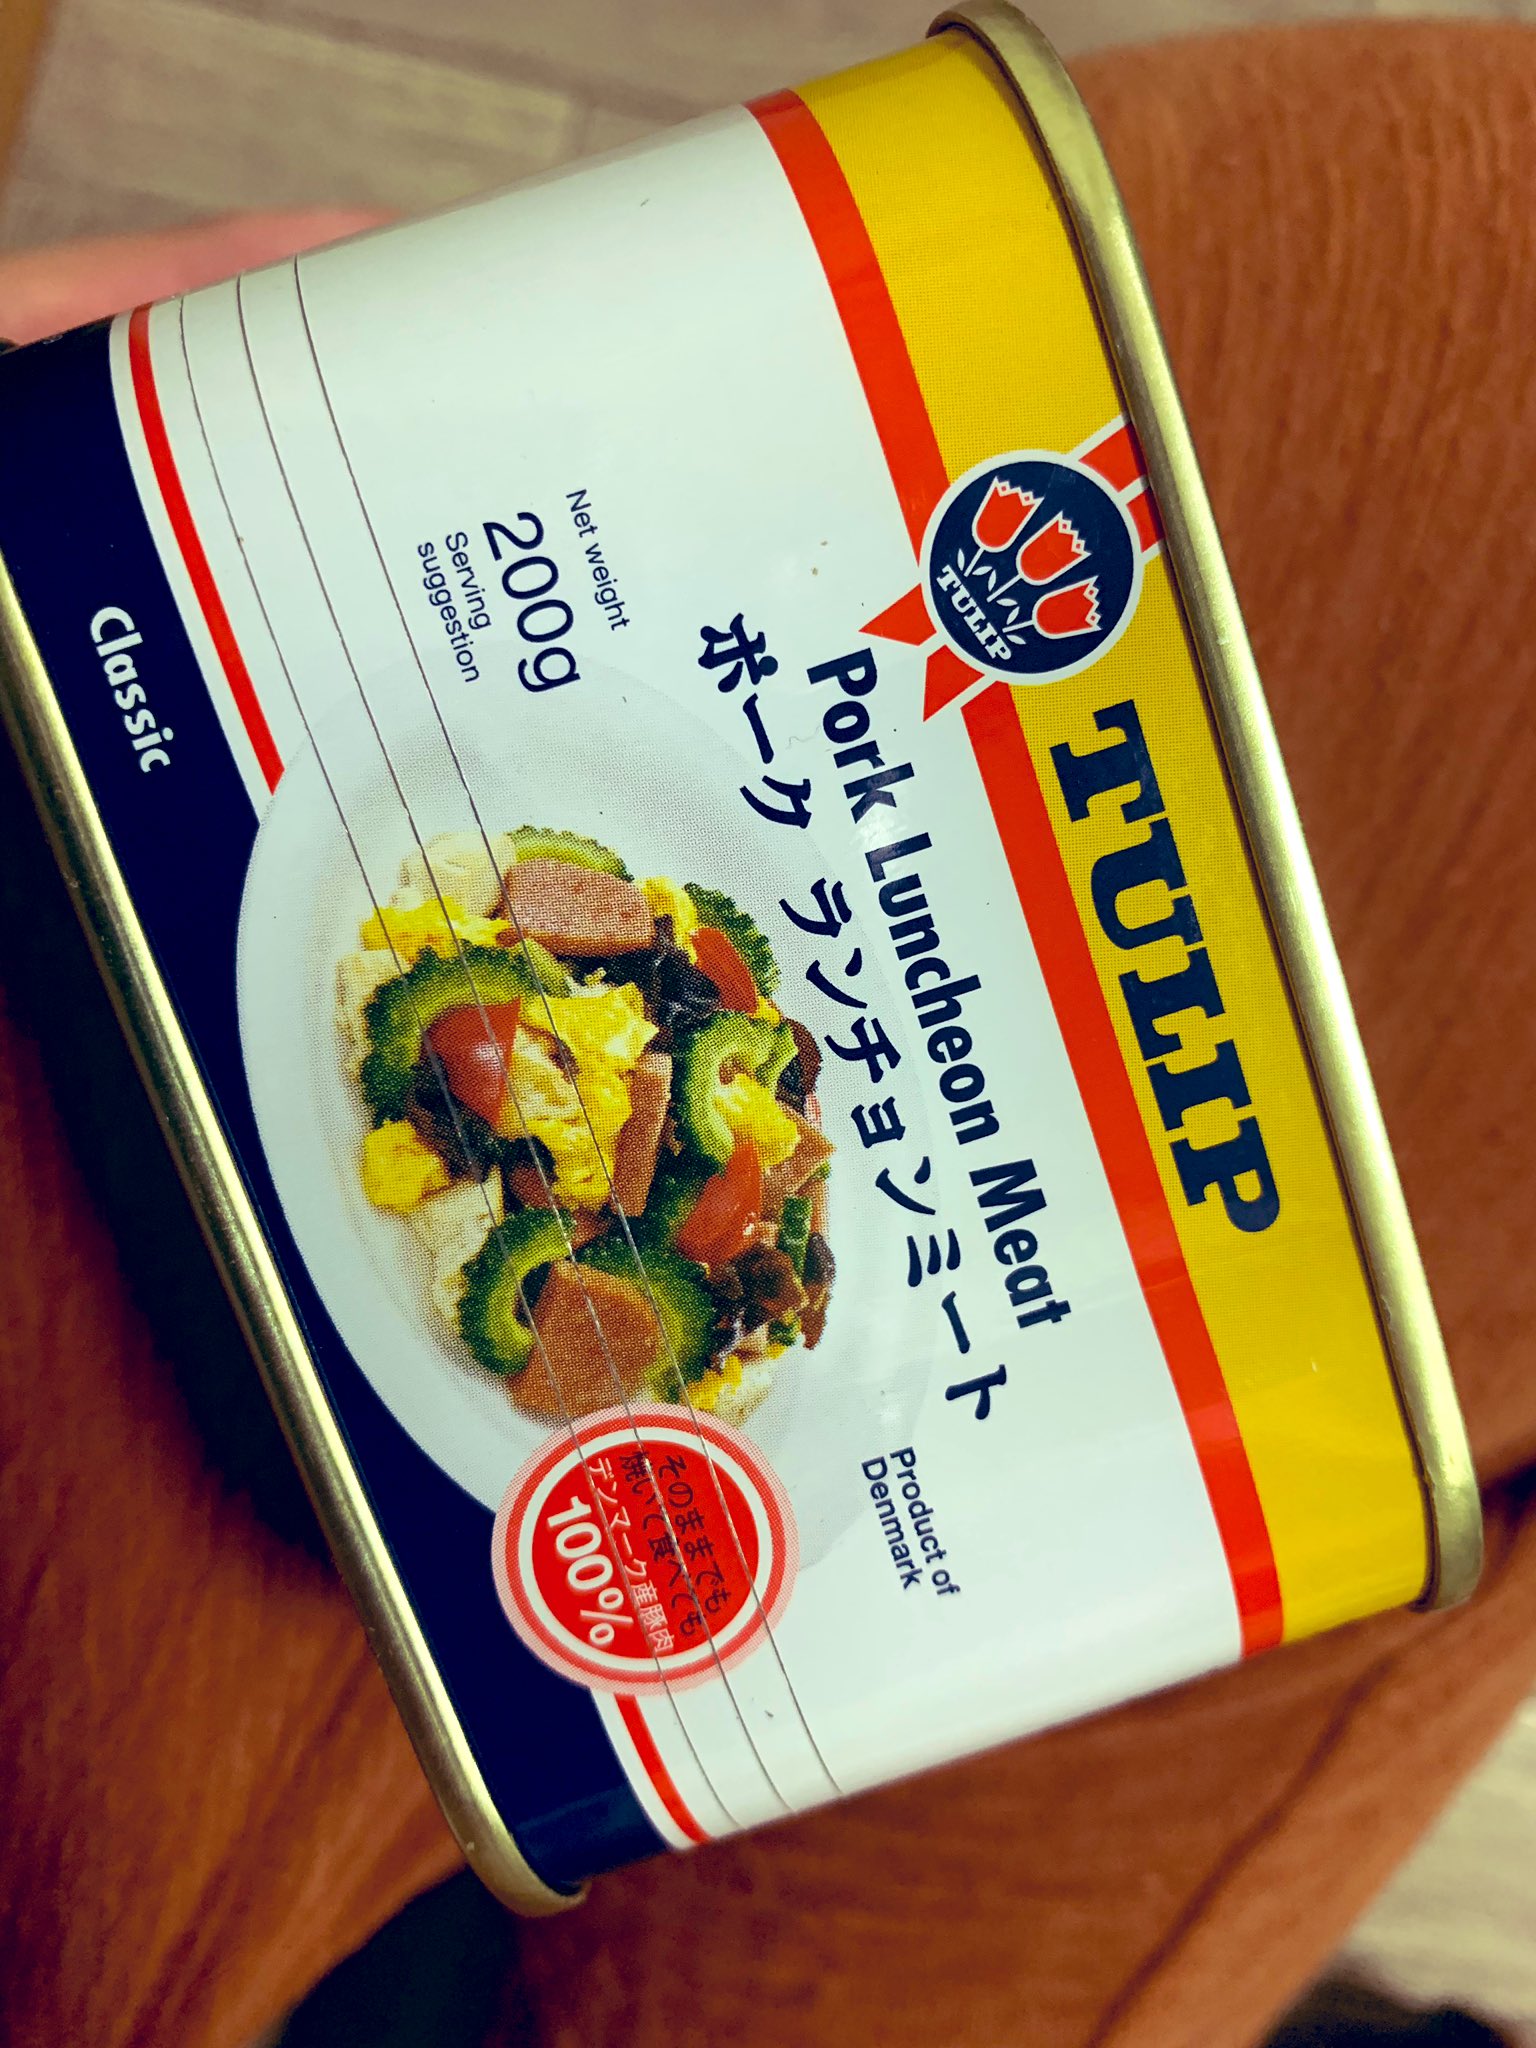 TULIP
TULIP
Pork Luncheon Meat
ポーク ランチョンミート
Product of
Denmark
Net weight
200g
Serving
suggestion
そのままでも
焼いて食べても
デンマーク産豚肉
100%
Classic